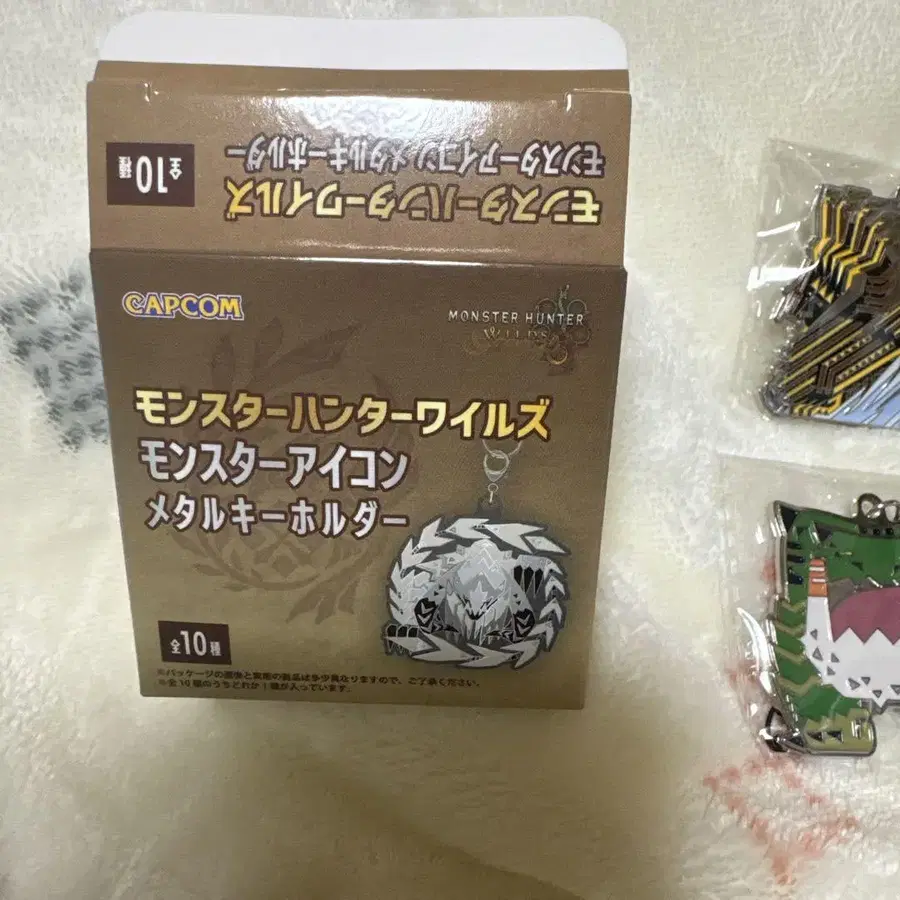 全10種
モンスターアイコン メタルキーホルダー
モンスターハンターワイルズ
CAPCOM
MONSTER HUNTER
WILDS
モンスターハンターワイルズ
モンスターアイコン
メタルキーホルダー
全10種
※パッケージの画像と実際の商品は多少異なりますので、ご了承ください。
※全10種のうちどれか1種が入っています。